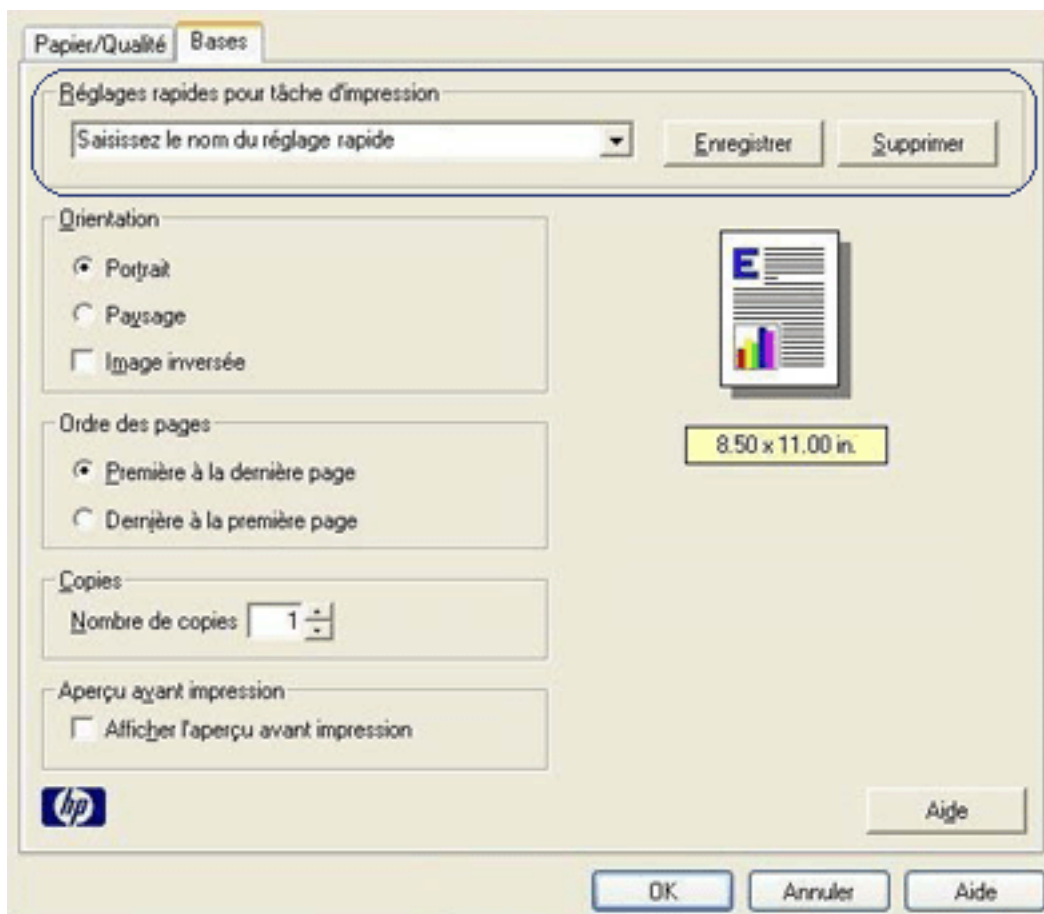 Papier/Qualité Bases
Réglages rapides pour tâche d'impression
Saisissez le nom du réglage rapide Enregistrer Supprimer
Orientation
Portrait
Paysage
Image inversée
E
8.50 x 11.00 in.
Ordre des pages
Première à la dernière page
Dernière à la première page
Copies
Nombre de copies 1
Aperçu avant impression
Afficher l'aperçu avant impression
hp
Aide
OK Annuler Aide